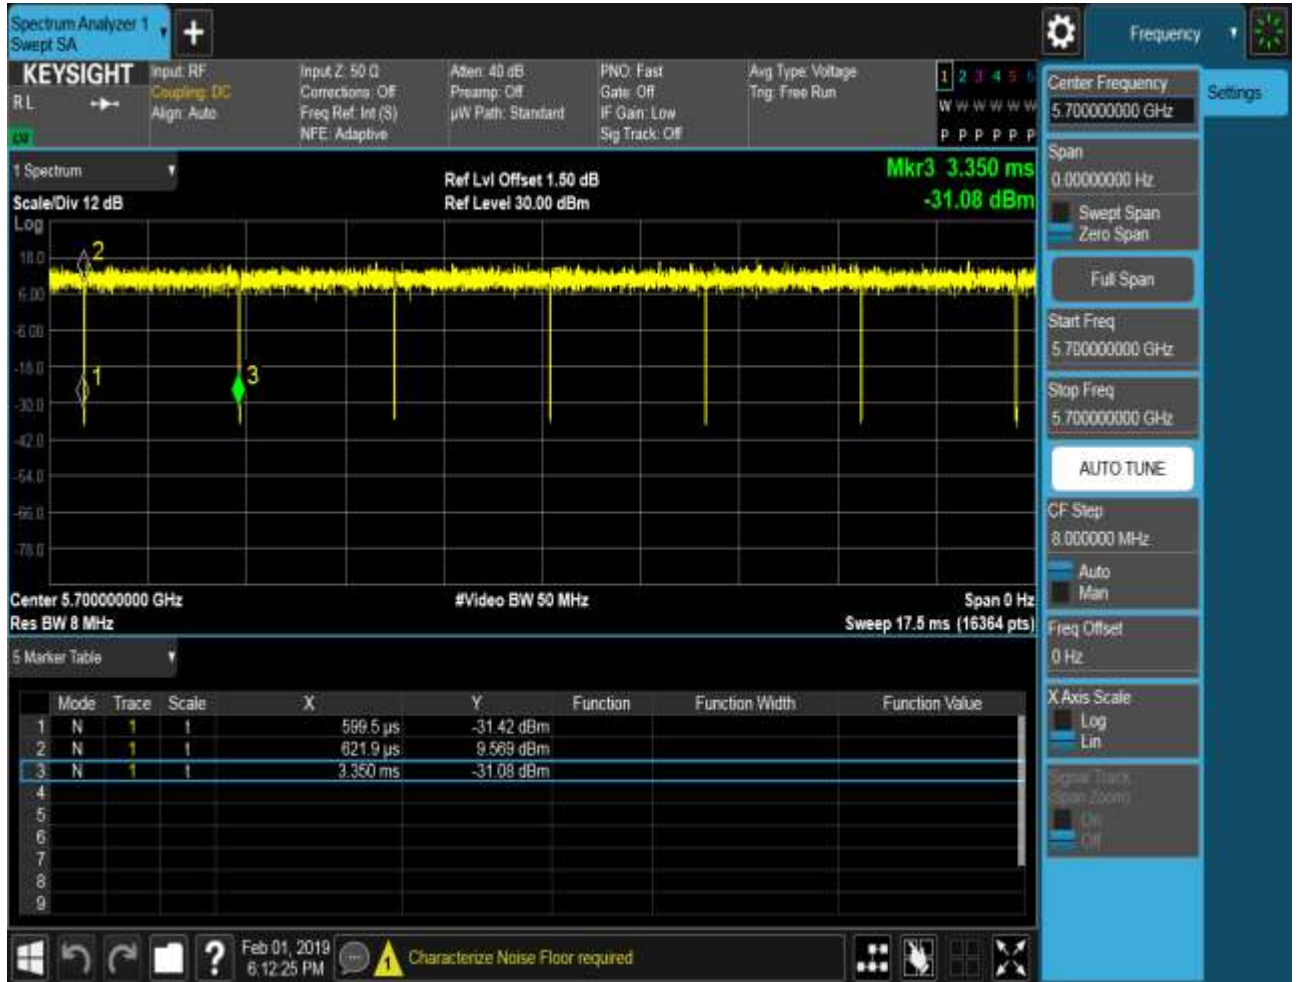 Spectrum Analyzer 1
Swept SA
Frequency
KEYSIGHT
RL
Input: RF
Coupling: DC
Align: Auto
Input Z: 50 Ω
Corrections: Off
Freq Ref: Int (S)
NFE: Adaptive
Atten: 40 dB
Preamp: Off
µW Path: Standard
PNO: Fast
Gate: Off
IF Gain: Low
Sig Track: Off
Avg Type: Voltage
Trig: Free Run
1 2 3 4 5 6
W W W W W W
P P P P P P
1 Spectrum
Scale/Div 12 dB
Ref Lvl Offset 1.50 dB
Ref Level 30.00 dBm
Mkr3 3.350 ms
-31.08 dBm
Log
18.0
6.00
-6.00
-18.0
-30.0
-42.0
-54.0
-66.0
-78.0
2
1
3
Center 5.700000000 GHz
#Video BW 50 MHz
Span 0 Hz
Res BW 8 MHz
Sweep 17.5 ms (16364 pts)
5 Marker Table
Mode Trace Scale X Y Function Function Width Function Value
1 N 1 t 599.5 µs -31.42 dBm
2 N 1 t 621.9 µs 9.569 dBm
3 N 1 t 3.350 ms -31.08 dBm
4
5
6
7
8
9
Feb 01, 2019
6:12:25 PM
?
1
Characterize Noise Floor required
Center Frequency
5.700000000 GHz
Settings
Span
0.00000000 Hz
Swept Span
Zero Span
Full Span
Start Freq
5.700000000 GHz
Stop Freq
5.700000000 GHz
AUTO TUNE
CF Step
8.000000 MHz
Auto
Man
Freq Offset
0 Hz
X Axis Scale
Log
Lin
Signal Track
(Span Zoom)
On
Off